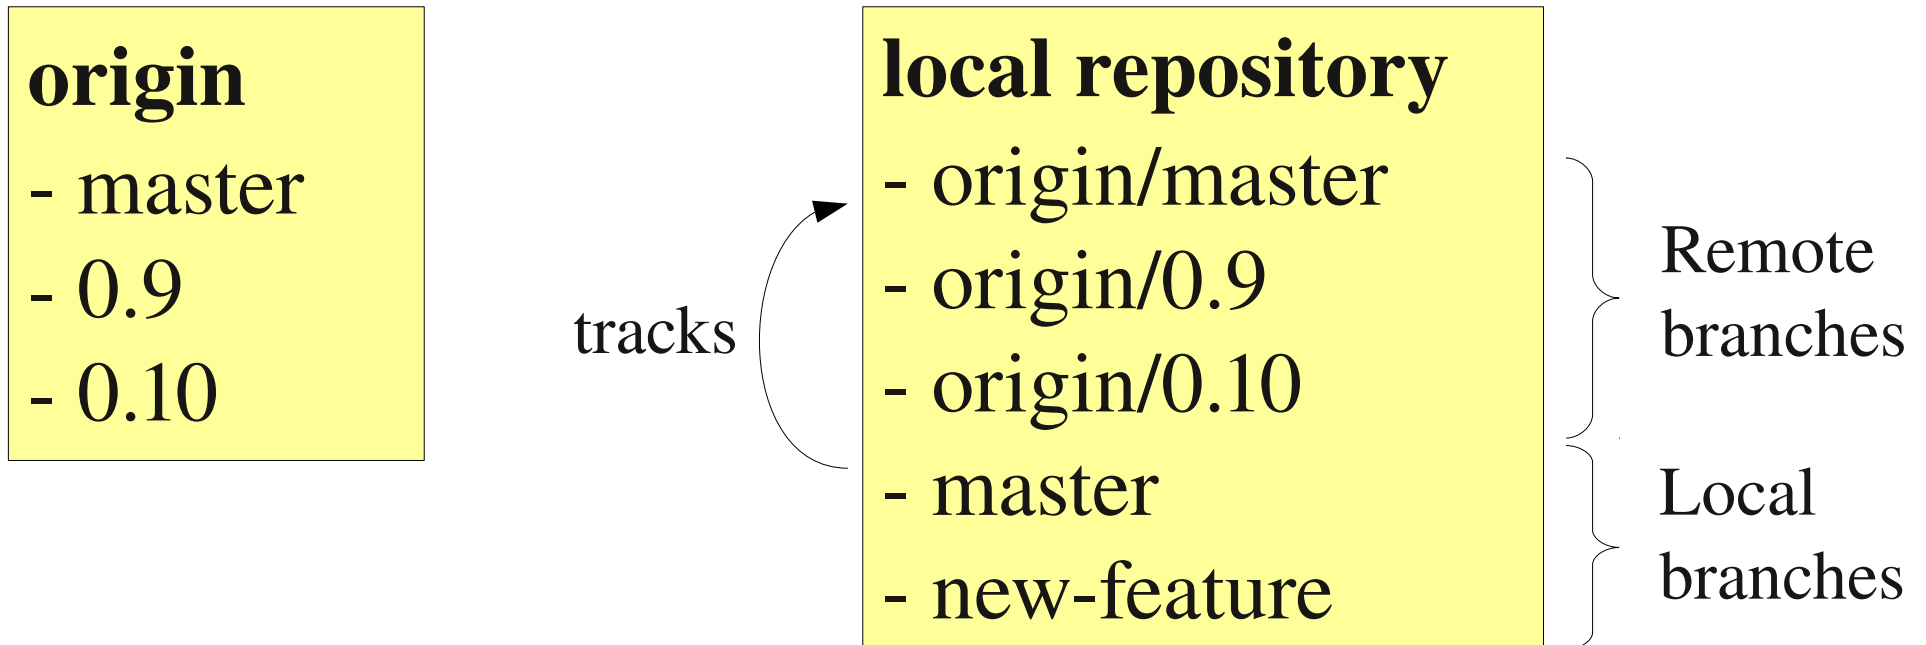 origin
- master
- 0.9
- 0.10
tracks
local repository
- origin/master
- origin/0.9
- origin/0.10
- master
- new-feature
Remote
branches
Local
branches